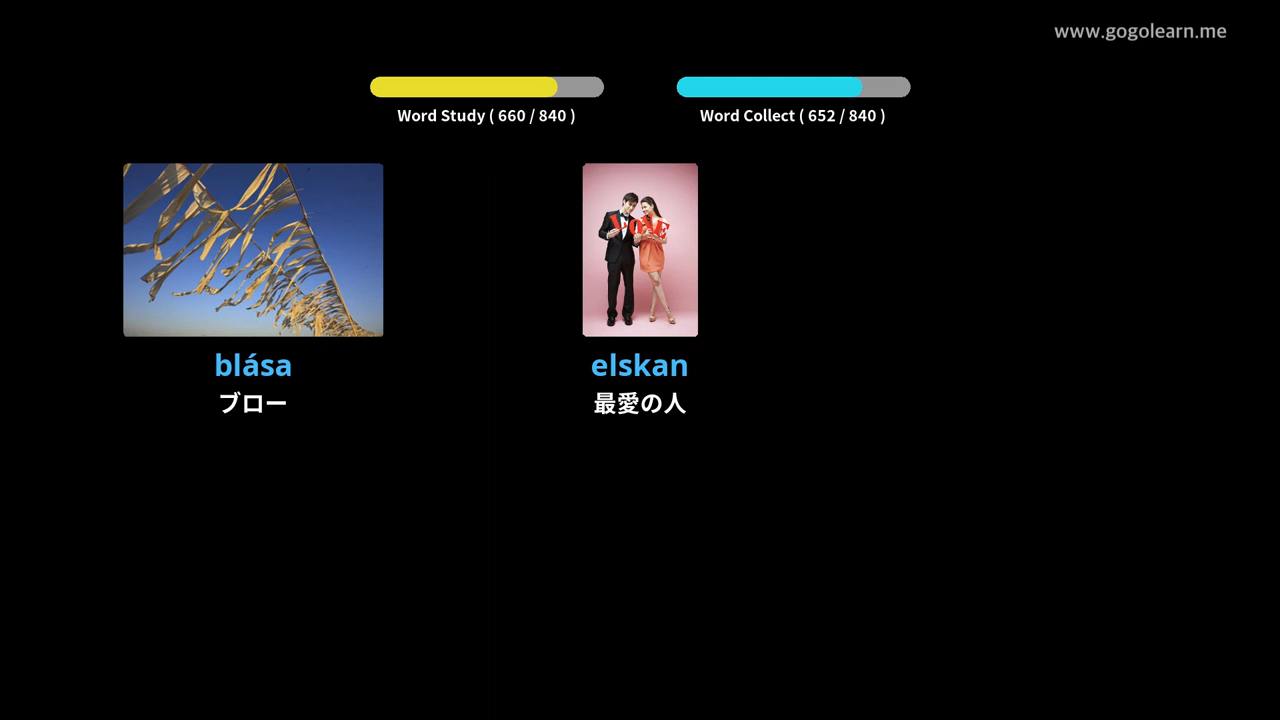 www.gogolearn.me
Word Study ( 660 / 840 )
Word Collect ( 652 / 840 )
LOVE
blása
ブロー
elskan
最愛の人